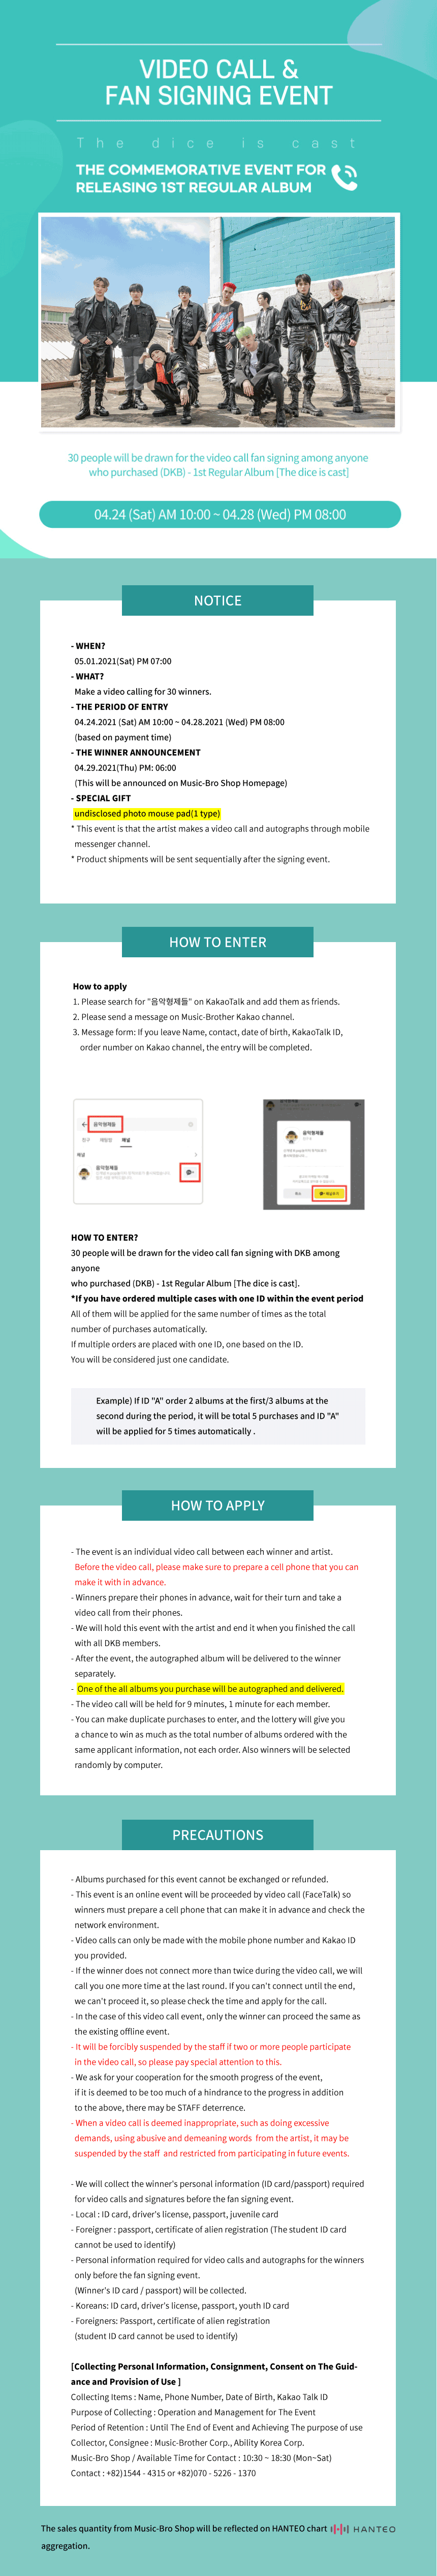 VIDEO CALL &
FAN SIGNING EVENT
The dice is cast
THE COMMEMORATIVE EVENT FOR
RELEASING 1ST REGULAR ALBUM
30 people will be drawn for the video call fan signing among anyone
who purchased (DKB) - 1st Regular Album [The dice is cast]
04.24 (Sat) AM 10:00 ~ 04.28 (Wed) PM 08:00
NOTICE
- WHEN?
05.01.2021(Sat) PM 07:00
- WHAT?
Make a video calling for 30 winners.
- THE PERIOD OF ENTRY
04.24.2021 (Sat) AM 10:00 ~ 04.28.2021 (Wed) PM 08:00
(based on payment time)
- THE WINNER ANNOUNCEMENT
04.29.2021(Thu) PM: 06:00
(This will be announced on Music-Bro Shop Homepage)
- SPECIAL GIFT
undisclosed photo mouse pad(1 type)
* This event is that the artist makes a video call and autographs through mobile
messenger channel.
* Product shipments will be sent sequentially after the signing event.
HOW TO ENTER
How to apply
1. Please search for "음악형제들" on KakaoTalk and add them as friends.
2. Please send a message on Music-Brother Kakao channel.
3. Message form: If you leave Name, contact, date of birth, KakaoTalk ID,
order number on Kakao channel, the entry will be completed.
음악형제들
채널
음악형제들
음악형제들
HOW TO ENTER?
30 people will be drawn for the video call fan signing with DKB among
anyone
who purchased (DKB) - 1st Regular Album [The dice is cast].
*If you have ordered multiple cases with one ID within the event period
All of them will be applied for the same number of times as the total
number of purchases automatically.
If multiple orders are placed with one ID, one based on the ID.
You will be considered just one candidate.
Example) If ID "A" order 2 albums at the first/3 albums at the
second during the period, it will be total 5 purchases and ID "A"
will be applied for 5 times automatically .
HOW TO APPLY
- The event is an individual video call between each winner and artist.
Before the video call, please make sure to prepare a cell phone that you can
make it with in advance.
- Winners prepare their phones in advance, wait for their turn and take a
video call from their phones.
- We will hold this event with the artist and end it when you finished the call
with all DKB members.
- After the event, the autographed album will be delivered to the winner
separately.
- One of the all albums you purchase will be autographed and delivered.
- The video call will be held for 9 minutes, 1 minute for each member.
- You can make duplicate purchases to enter, and the lottery will give you
a chance to win as much as the total number of albums ordered with the
same applicant information, not each order. Also winners will be selected
randomly by computer.
PRECAUTIONS
- Albums purchased for this event cannot be exchanged or refunded.
- This event is an online event will be proceeded by video call (FaceTalk) so
winners must prepare a cell phone that can make it in advance and check the
network environment.
- Video calls can only be made with the mobile phone number and Kakao ID
you provided.
- If the winner does not connect more than twice during the video call, we will
call you one more time at the last round. If you can't connect until the end,
we can't proceed it, so please check the time and apply for the call.
- In the case of this video call event, only the winner can proceed the same as
the existing offline event.
- It will be forcibly suspended by the staff if two or more people participate
in the video call, so please pay special attention to this.
- We ask for your cooperation for the smooth progress of the event,
if it is deemed to be too much of a hindrance to the progress in addition
to the above, there may be STAFF deterrence.
- When a video call is deemed inappropriate, such as doing excessive
demands, using abusive and demeaning words from the artist, it may be
suspended by the staff and restricted from participating in future events.
- We will collect the winner's personal information (ID card/passport) required
for video calls and signatures before the fan signing event.
- Local : ID card, driver's license, passport, juvenile card
- Foreigner : passport, certificate of alien registration (The student ID card
cannot be used to identify)
- Personal information required for video calls and autographs for the winners
only before the fan signing event.
(Winner's ID card / passport) will be collected.
- Koreans: ID card, driver's license, passport, youth ID card
- Foreigners: Passport, certificate of alien registration
(student ID card cannot be used to identify)
[Collecting Personal Information, Consignment, Consent on The Guid-
ance and Provision of Use ]
Collecting Items : Name, Phone Number, Date of Birth, Kakao Talk ID
Purpose of Collecting : Operation and Management for The Event
Period of Retention : Until The End of Event and Achieving The purpose of use
Collector, Consignee : Music-Brother Corp., Ability Korea Corp.
Music-Bro Shop / Available Time for Contact : 10:30 ~ 18:30 (Mon~Sat)
Contact : +82)1544 - 4315 or +82)070 - 5226 - 1370
The sales quantity from Music-Bro Shop will be reflected on HANTEO chart HANTEO
aggregation.